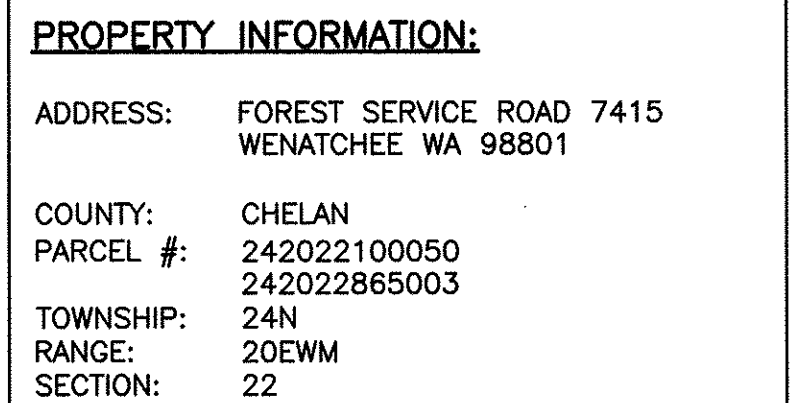 PROPERTY INFORMATION:
ADDRESS: FOREST SERVICE ROAD 7415
WENATCHEE WA 98801
COUNTY: CHELAN
PARCEL #: 242022100050
242022865003
TOWNSHIP: 24N
RANGE: 20EWM
SECTION: 22